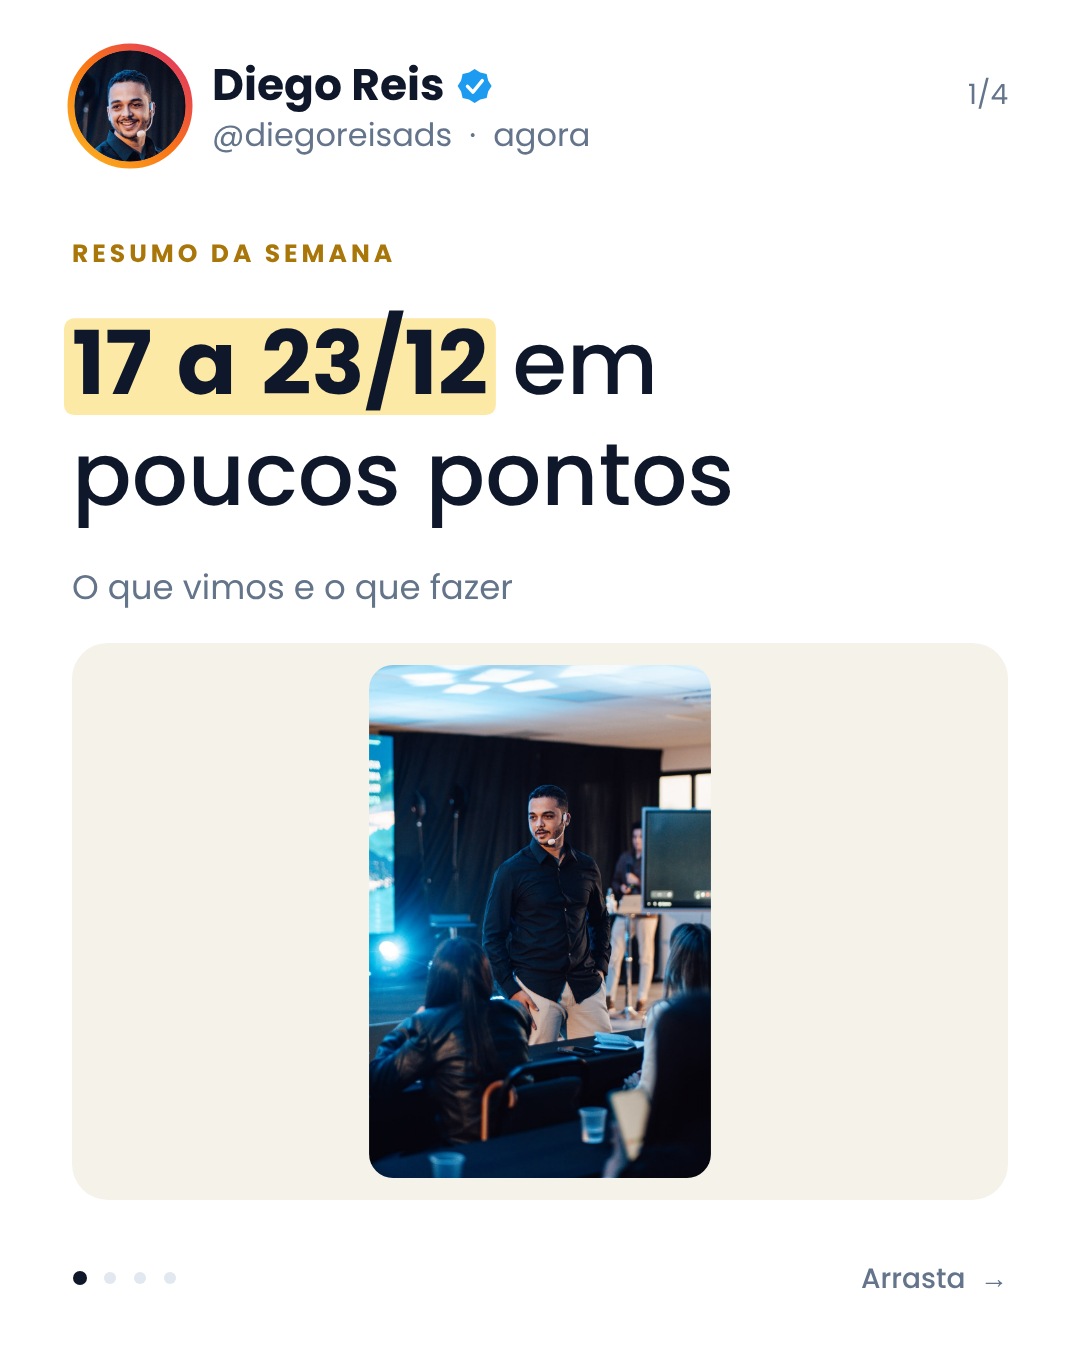 Diego Reis
1/4
@diegoreisads · agora
RESUMO DA SEMANA
17 a 23/12 em
poucos pontos
O que vimos e o que fazer
Arrasta →